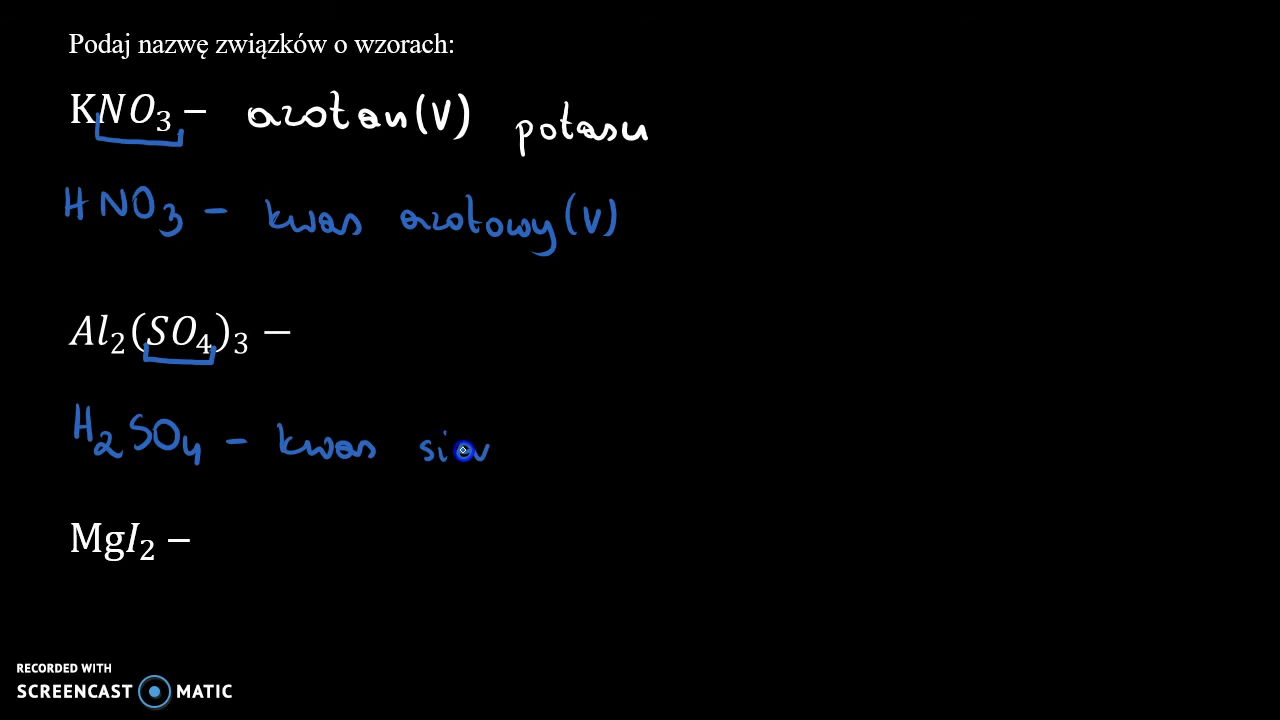 Podaj nazwę związków o wzorach:
KNO₃ – azotan(V) potasu
HNO₃ – kwas azotowy(V)
Al₂(SO₄)₃ –
H₂SO₄ – kwas
MgI₂ –
RECORDED WITH
SCREENCAST MATIC